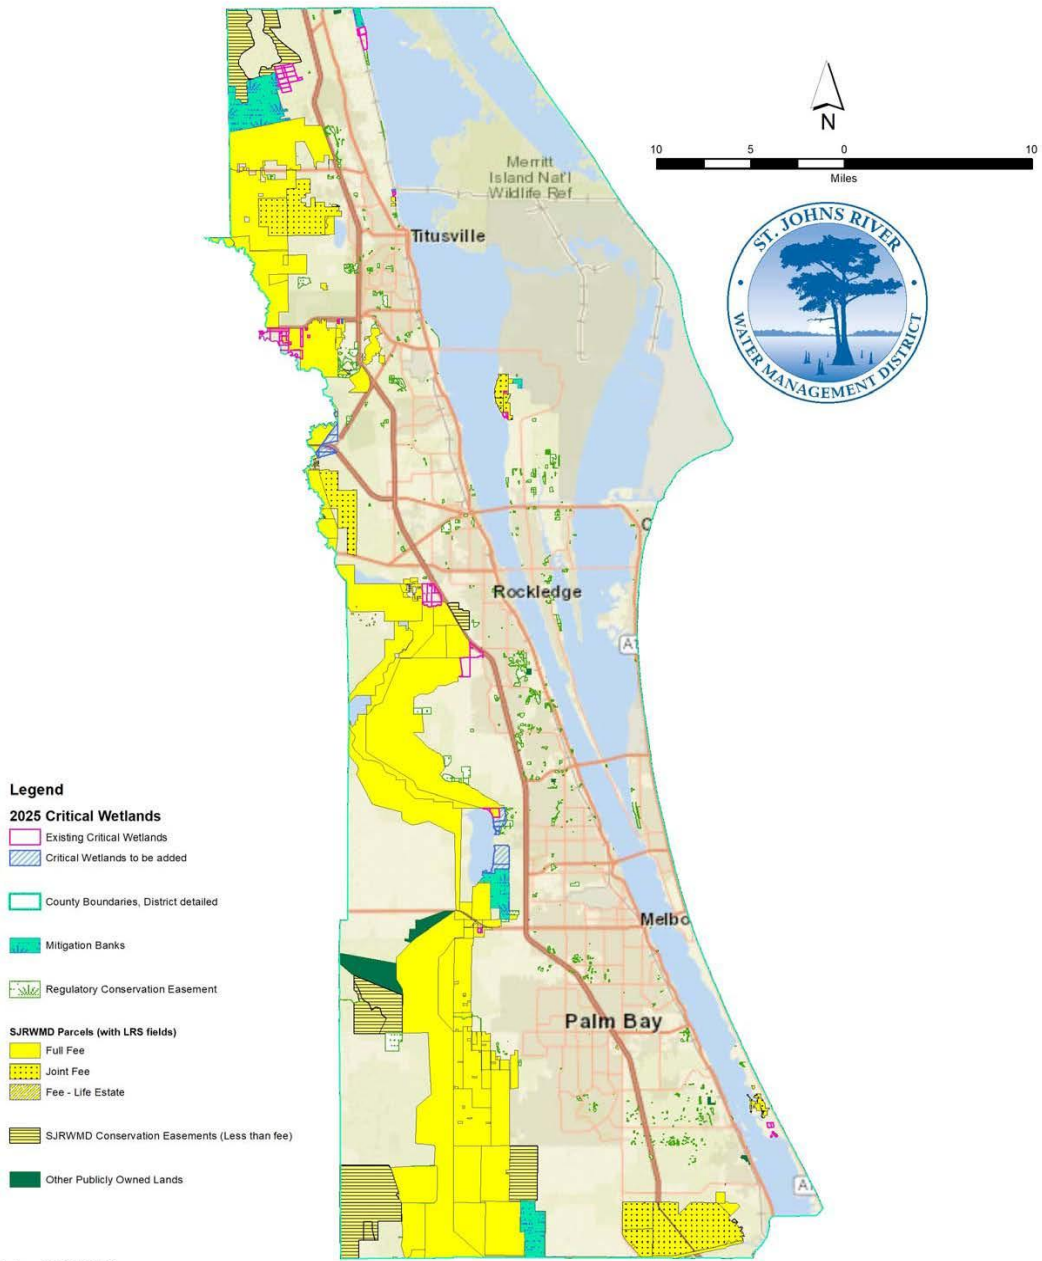 Merritt
Island Nat'l
Wildlife Ref
Titusville
C
Rockledge
A1
Melbo
Palm Bay
A
N
10 5 0 10
Miles
ST. JOHNS RIVER
WATER MANAGEMENT DISTRICT
Legend
2025 Critical Wetlands
Existing Critical Wetlands
Critical Wetlands to be added
County Boundaries, District detailed
Mitigation Banks
Regulatory Conservation Easement
SJRWMD Parcels (with LRS fields)
Full Fee
Joint Fee
Fee - Life Estate
SJRWMD Conservation Easements (Less than fee)
Other Publicly Owned Lands